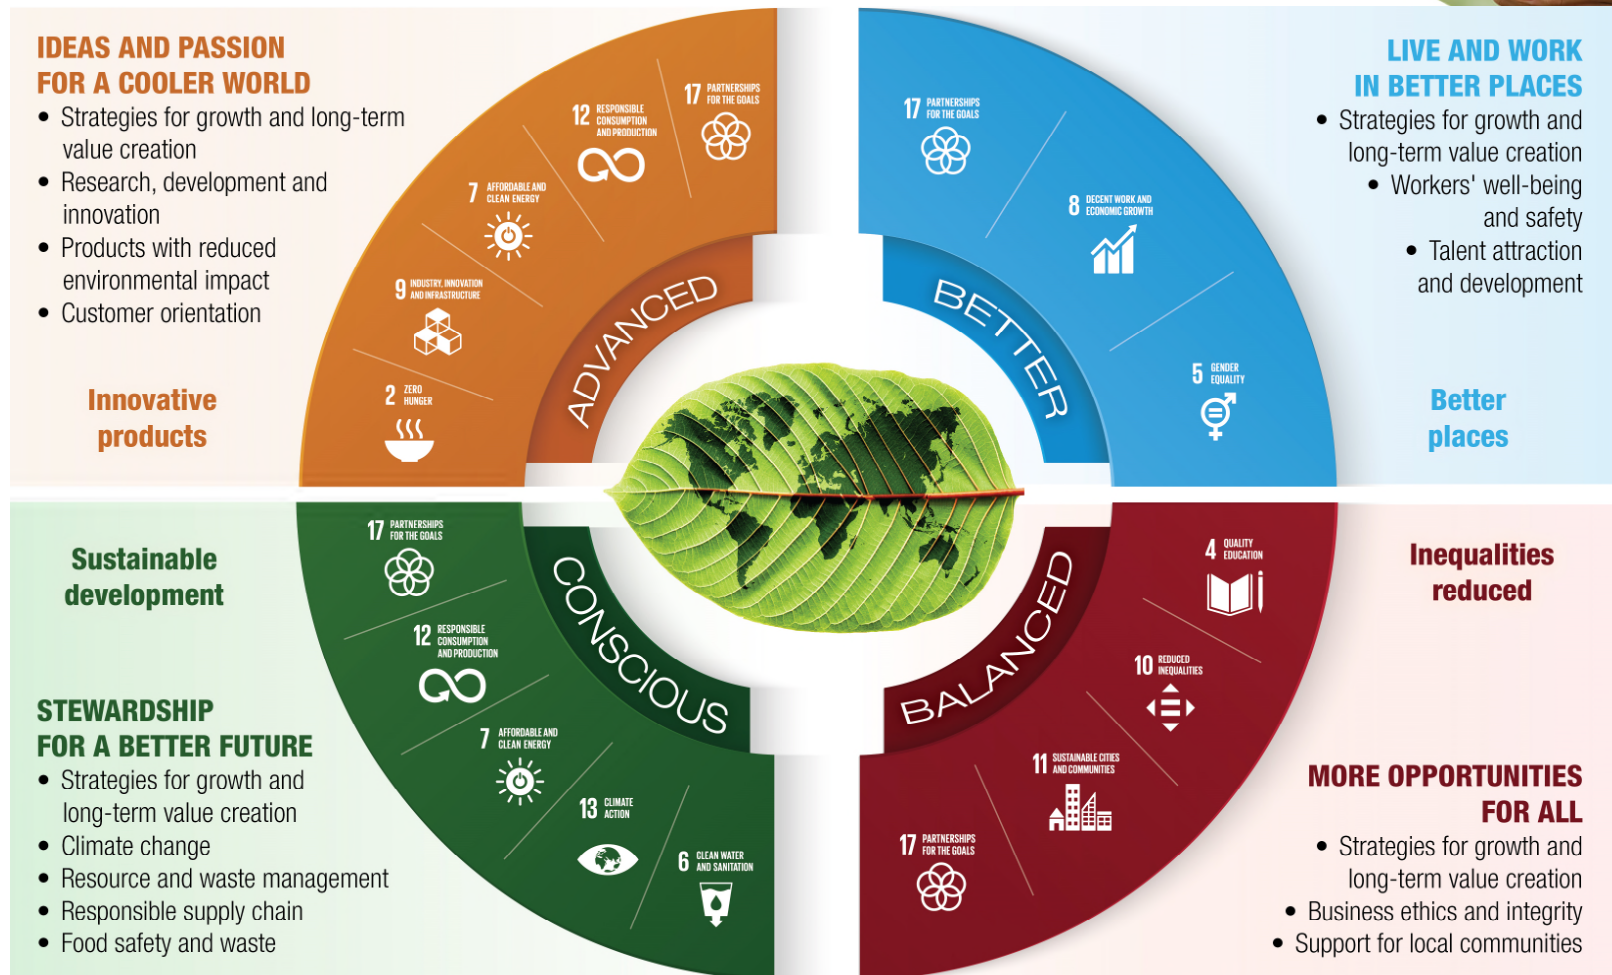 IDEAS AND PASSION
FOR A COOLER WORLD
• Strategies for growth and long-term
value creation
• Research, development and
innovation
• Products with reduced
environmental impact
• Customer orientation
Innovative
products
17 PARTNERSHIPS
FOR THE GOALS
12 RESPONSIBLE
CONSUMPTION
AND PRODUCTION
7 AFFORDABLE AND
CLEAN ENERGY
9 INDUSTRY, INNOVATION
AND INFRASTRUCTURE
2 ZERO
HUNGER
ADVANCED
LIVE AND WORK
IN BETTER PLACES
• Strategies for growth and
long-term value creation
• Workers' well-being
and safety
• Talent attraction
and development
Better
places
17 PARTNERSHIPS
FOR THE GOALS
8 DECENT WORK AND
ECONOMIC GROWTH
5 GENDER
EQUALITY
BETTER
Sustainable
development
17 PARTNERSHIPS
FOR THE GOALS
12 RESPONSIBLE
CONSUMPTION
AND PRODUCTION
7 AFFORDABLE AND
CLEAN ENERGY
13 CLIMATE
ACTION
6 CLEAN WATER
AND SANITATION
CONSCIOUS
STEWARDSHIP
FOR A BETTER FUTURE
• Strategies for growth and
long-term value creation
• Climate change
• Resource and waste management
• Responsible supply chain
• Food safety and waste
Inequalities
reduced
4 QUALITY
EDUCATION
10 REDUCED
INEQUALITIES
11 SUSTAINABLE CITIES
AND COMMUNITIES
17 PARTNERSHIPS
FOR THE GOALS
BALANCED
MORE OPPORTUNITIES
FOR ALL
• Strategies for growth and
long-term value creation
• Business ethics and integrity
• Support for local communities